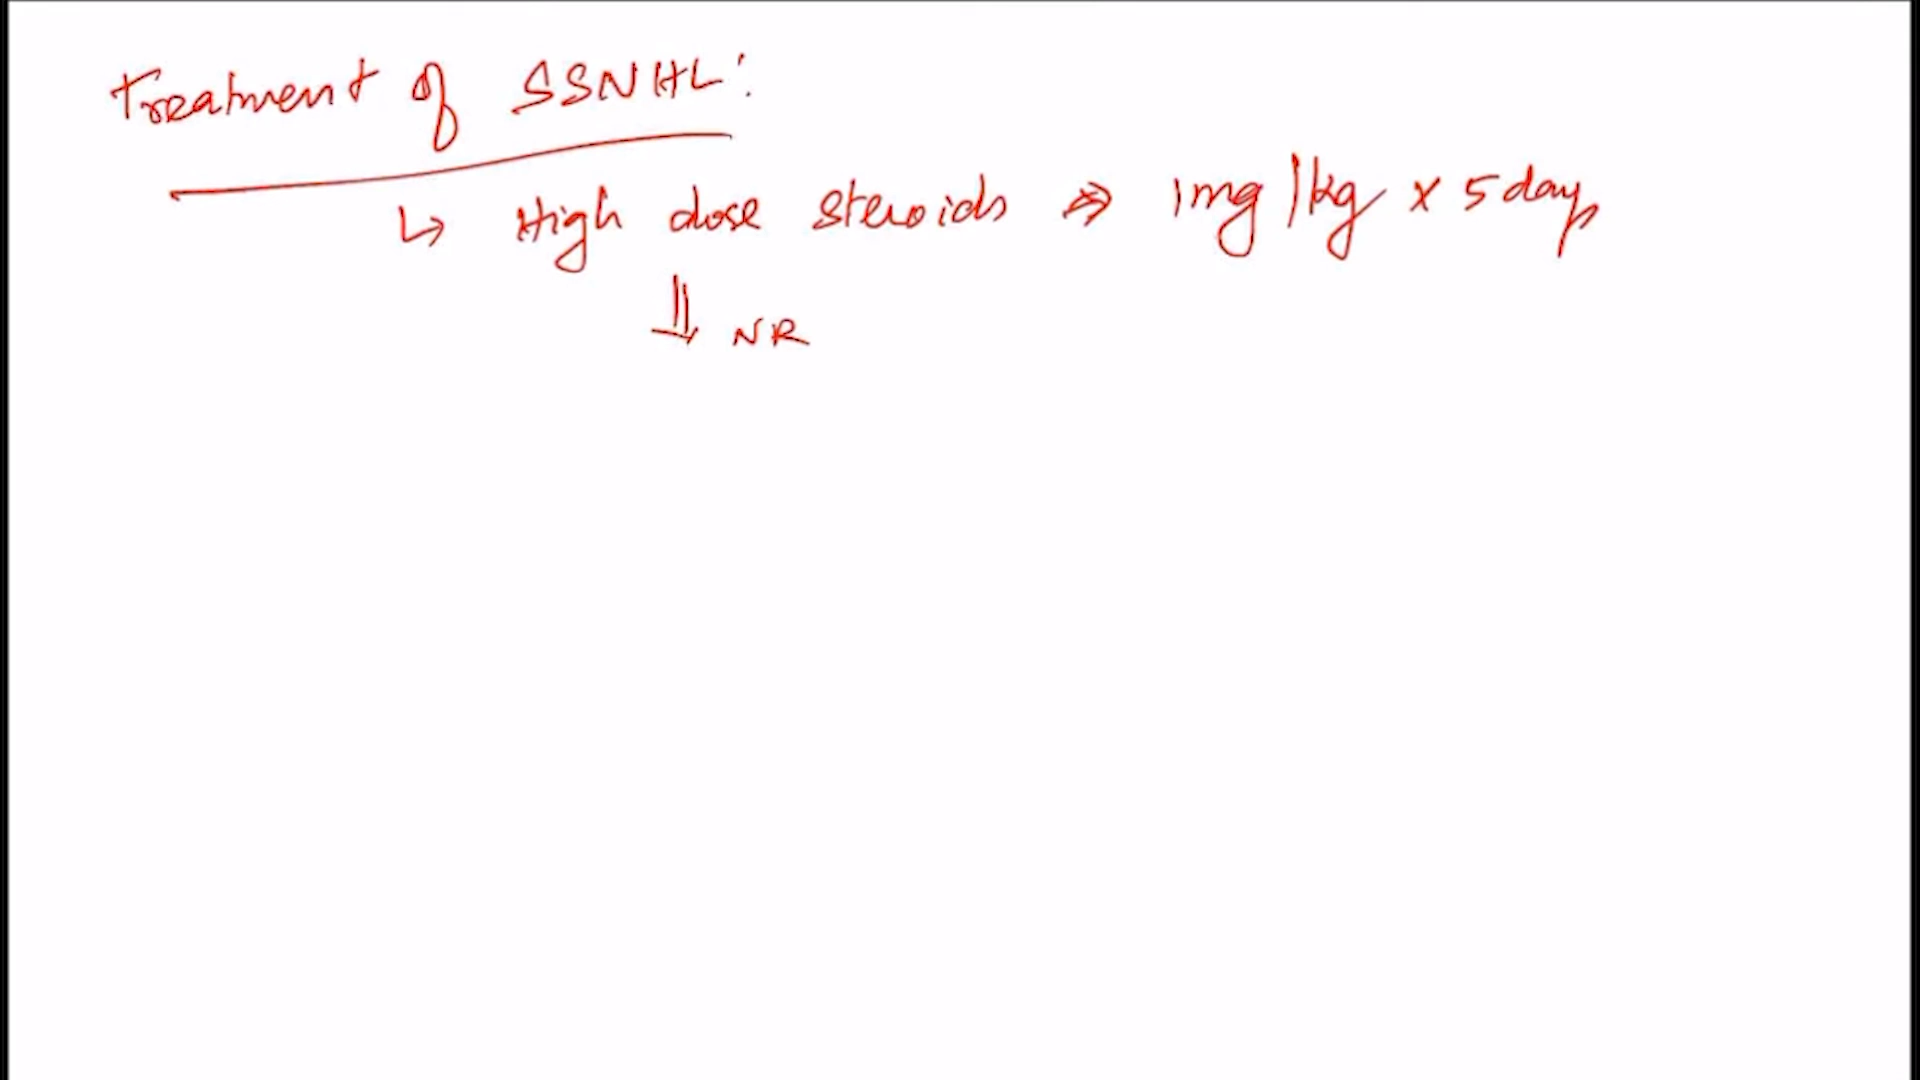 Treatment of SSNHL:
↳ High dose steroids ⇒ 1mg/kg x 5 days
⇓ NR